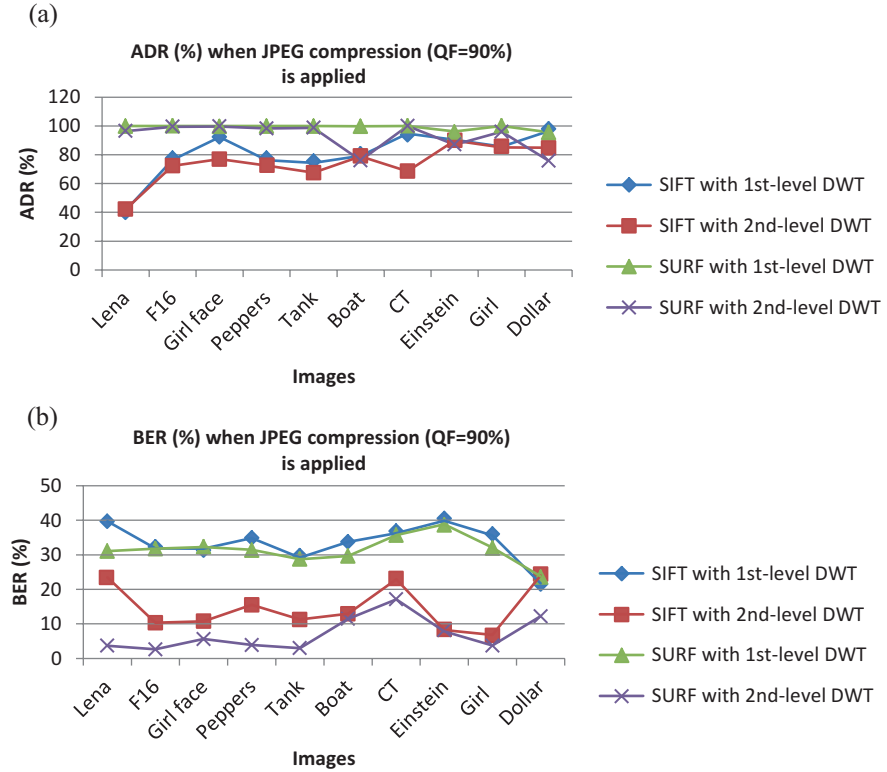 (a)
ADR (%) when JPEG compression (QF=90%)
is applied
120
100
80
60
40
20
0
ADR (%)
Lena
F16
Girl face
Peppers
Tank
Boat
CT
Einstein
Girl
Dollar
Images
SIFT with 1st-level DWT
SIFT with 2nd-level DWT
SURF with 1st-level DWT
SURF with 2nd-level DWT
(b)
BER (%) when JPEG compression (QF=90%)
is applied
50
40
30
20
10
0
BER (%)
Lena
F16
Girl face
Peppers
Tank
Boat
CT
Einstein
Girl
Dollar
Images
SIFT with 1st-level DWT
SIFT with 2nd-level DWT
SURF with 1st-level DWT
SURF with 2nd-level DWT